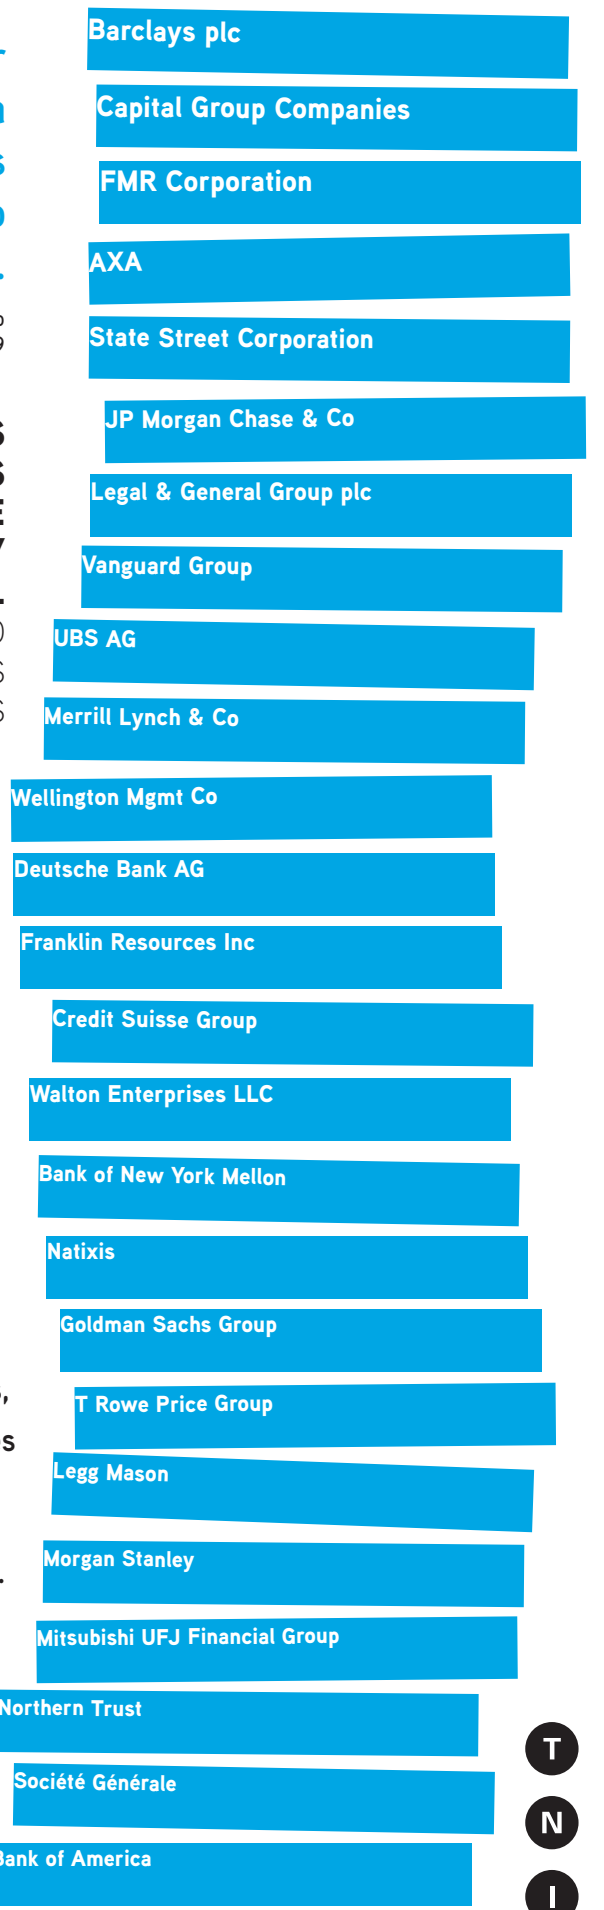 Barclays plc
Capital Group Companies
FMR Corporation
AXA
State Street Corporation
JP Morgan Chase & Co
Legal & General Group plc
Vanguard Group
UBS AG
Merrill Lynch & Co
Wellington Mgmt Co
Deutsche Bank AG
Franklin Resources Inc
Credit Suisse Group
Walton Enterprises LLC
Bank of New York Mellon
Natixis
Goldman Sachs Group
T Rowe Price Group
Legg Mason
Morgan Stanley
Mitsubishi UFJ Financial Group
Northern Trust
Société Générale
Bank of America
T
N
I